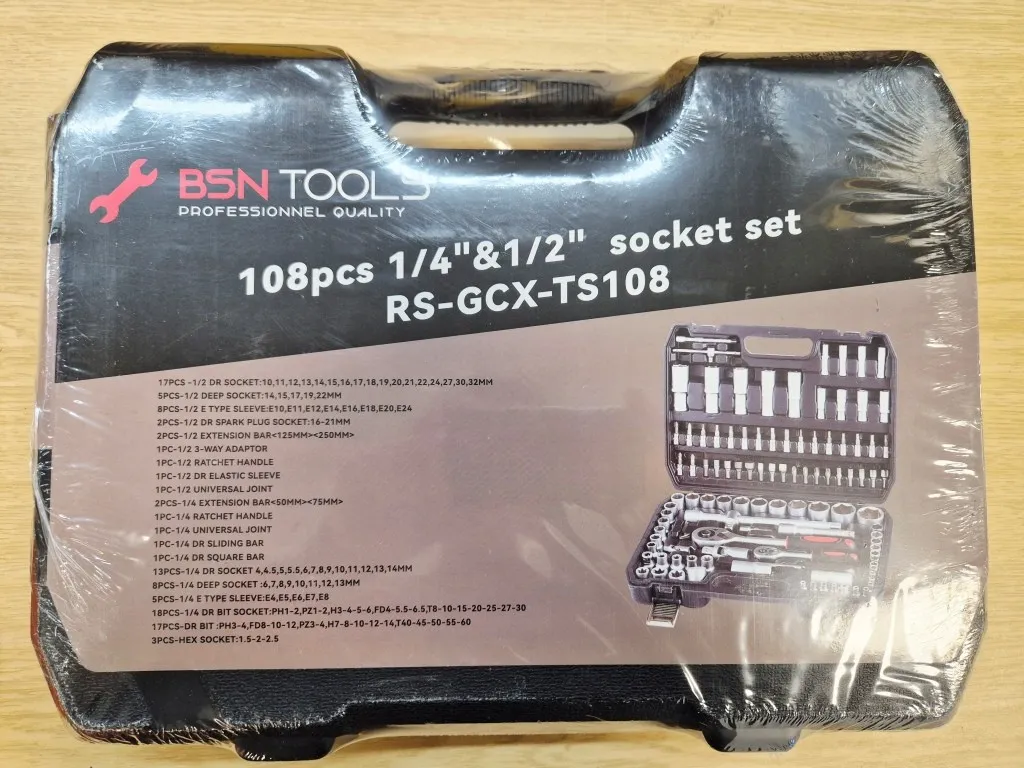 BSN TOOLS
PROFESSIONNEL QUALITY
108pcs 1/4"&1/2" socket set
RS-GCX-TS108
17PCS -1/2 DR SOCKET:10,11,12,13,14,15,16,17,18,19,20,21,22,24,27,30,32MM
5PCS-1/2 DEEP SOCKET:14,15,17,19,22MM
8PCS-1/2 E TYPE SLEEVE:E10,E11,E12,E14,E16,E18,E20,E24
2PCS-1/2 DR SPARK PLUG SOCKET:16-21MM
2PCS-1/2 EXTENSION BAR<125MM><250MM>
1PC-1/2 3-WAY ADAPTOR
1PC-1/2 RATCHET HANDLE
1PC-1/2 DR ELASTIC SLEEVE
1PC-1/2 UNIVERSAL JOINT
2PCS-1/4 EXTENSION BAR<50MM><75MM>
1PC-1/4 RATCHET HANDLE
1PC-1/4 UNIVERSAL JOINT
1PC-1/4 DR SLIDING BAR
1PC-1/4 DR SQUARE BAR
13PCS-1/4 DR SOCKET 4,4.5,5,5.5,6,7,8,9,10,11,12,13,14MM
8PCS-1/4 DEEP SOCKET :6,7,8,9,10,11,12,13MM
5PCS-1/4 E TYPE SLEEVE:E4,E5,E6,E7,E8
18PCS-1/4 DR BIT SOCKET:PH1-2,PZ1-2,H3-4-5-6,FD4-5.5-6.5,T8-10-15-20-25-27-30
17PCS-DR BIT :PH3-4,FD8-10-12,PZ3-4,H7-8-10-12-14,T40-45-50-55-60
3PCS-HEX SOCKET:1.5-2-2.5